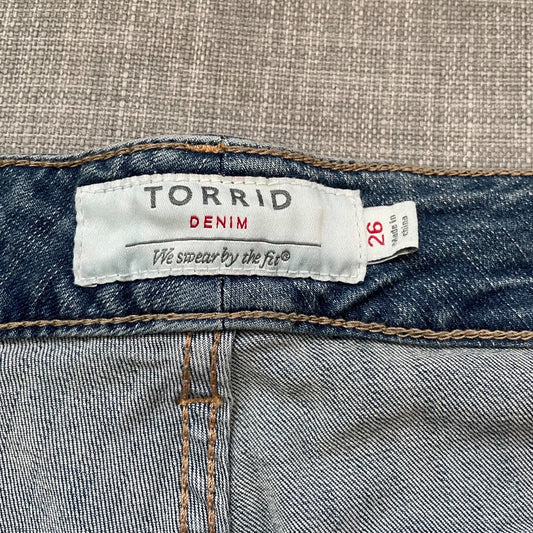 TORRID
DENIM
We swear by the fit®
26
Made in
China